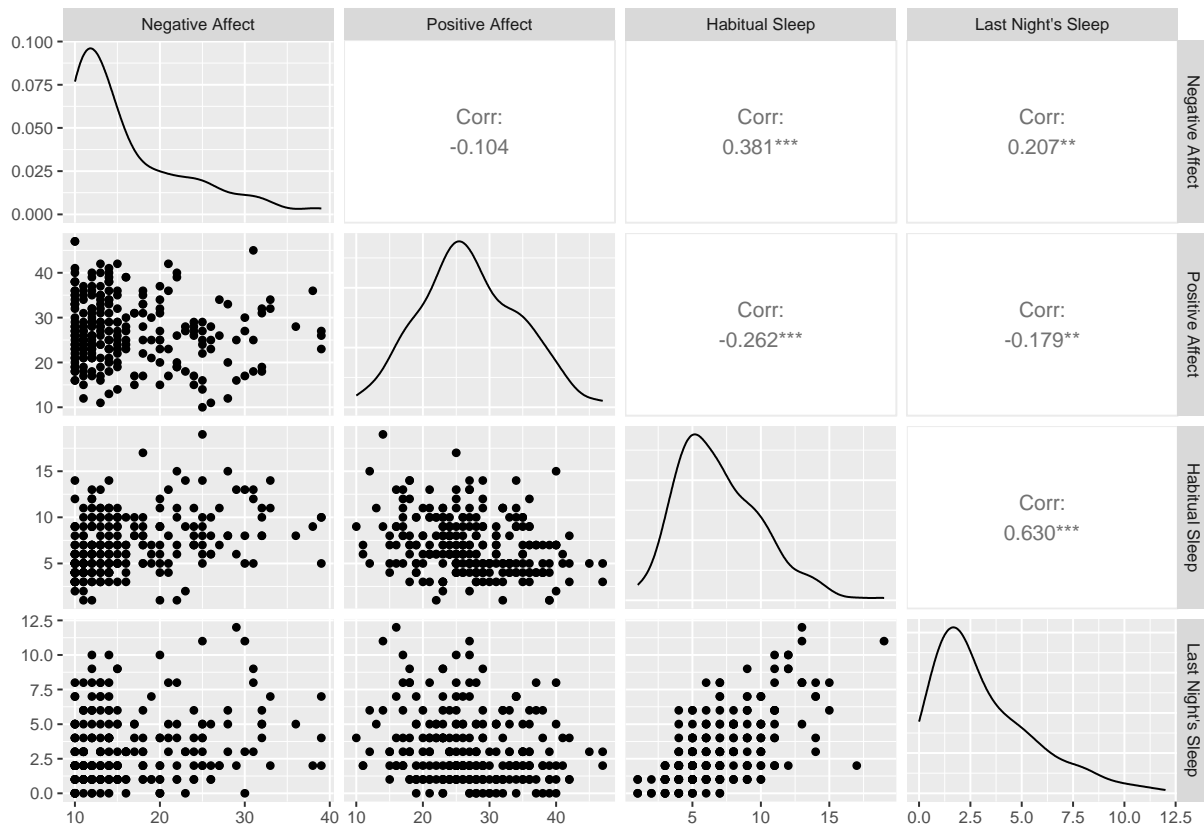 Negative Affect
Positive Affect
Habitual Sleep
Last Night's Sleep
0.100
0.075
0.050
0.025
0.000
Corr:
-0.104
Corr:
0.381***
Corr:
0.207**
Negative Affect
40
30
20
10
Corr:
-0.262***
Corr:
-0.179**
Positive Affect
15
10
5
Corr:
0.630***
Habitual Sleep
12.5
10.0
7.5
5.0
2.5
0.0
Last Night's Sleep
10 20 30 40
10 20 30 40
5 10 15
0.0 2.5 5.0 7.5 10.0 12.5